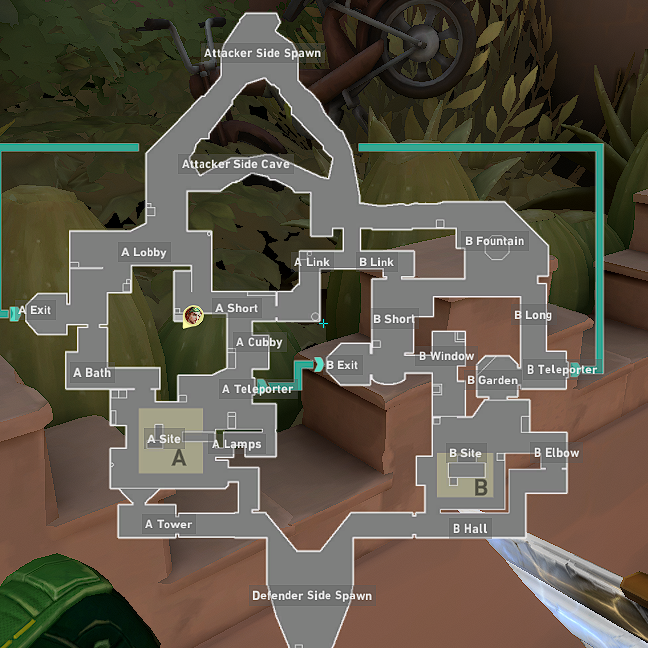 Attacker Side Spawn
Attacker Side Cave
A Lobby
A Link
B Link
B Fountain
A Exit
A Short
B Short
B Long
A Cubby
B Window
A Bath
B Exit
B Teleporter
A Teleporter
B Garden
A Site
A Lamps
A
B Site
B Elbow
B
A Tower
B Hall
Defender Side Spawn